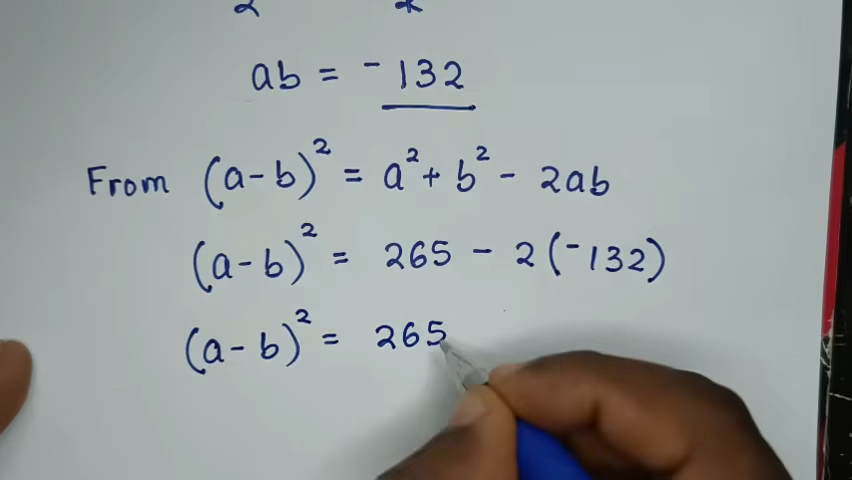 ab = -132
From (a-b)² = a² + b² - 2ab
(a-b)² = 265 - 2(-132)
(a-b)² = 265